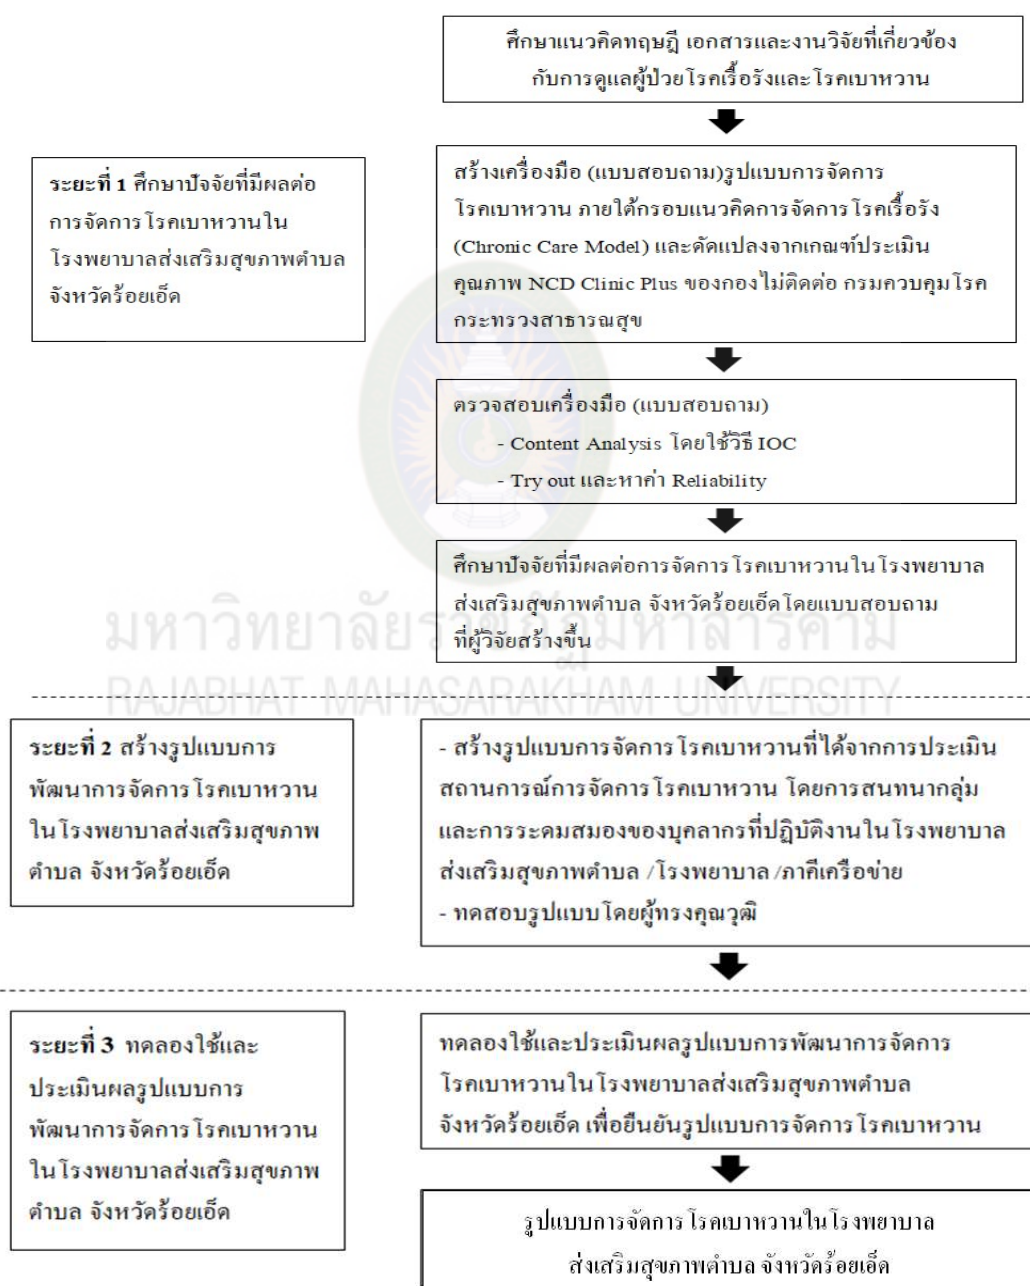 ศึกษาแนวคิดทฤษฎี เอกสารและงานวิจัยที่เกี่ยวข้อง
กับการดูแลผู้ป่วยโรคเรื้อรังและโรคเบาหวาน
ระยะที่ 1 ศึกษาปัจจัยที่มีผลต่อ
การจัดการโรคเบาหวานใน
โรงพยาบาลส่งเสริมสุขภาพตำบล
จังหวัดร้อยเอ็ด
สร้างเครื่องมือ (แบบสอบถาม)รูปแบบการจัดการ
โรคเบาหวาน ภายใต้กรอบแนวคิดการจัดการโรคเรื้อรัง
(Chronic Care Model) และดัดแปลงจากเกณฑ์ประเมิน
คุณภาพ NCD Clinic Plus ของกองไม่ติดต่อ กรมควบคุมโรค
กระทรวงสาธารณสุข
ตรวจสอบเครื่องมือ (แบบสอบถาม)
- Content Analysis โดยใช้วิธี IOC
- Try out และหาค่า Reliability
ศึกษาปัจจัยที่มีผลต่อการจัดการโรคเบาหวานในโรงพยาบาล
ส่งเสริมสุขภาพตำบล จังหวัดร้อยเอ็ดโดยแบบสอบถาม
ที่ผู้วิจัยสร้างขึ้น
มหาวิทยาลัยราชภัฏมหาสารคาม
RAJABHAT MAHASARAKHAM UNIVERSITY
ระยะที่ 2 สร้างรูปแบบการ
พัฒนาการจัดการโรคเบาหวาน
ในโรงพยาบาลส่งเสริมสุขภาพ
ตำบล จังหวัดร้อยเอ็ด
- สร้างรูปแบบการจัดการโรคเบาหวานที่ได้จากการประเมิน
สถานการณ์การจัดการโรคเบาหวาน โดยการสนทนากลุ่ม
และการระดมสมองของบุคลากรที่ปฏิบัติงานในโรงพยาบาล
ส่งเสริมสุขภาพตำบล /โรงพยาบาล /ภาคีเครือข่าย
- ทดสอบรูปแบบโดยผู้ทรงคุณวุฒิ
ระยะที่ 3 ทดลองใช้และ
ประเมินผลรูปแบบการ
พัฒนาการจัดการโรคเบาหวาน
ในโรงพยาบาลส่งเสริมสุขภาพ
ตำบล จังหวัดร้อยเอ็ด
ทดลองใช้และประเมินผลรูปแบบการพัฒนาการจัดการ
โรคเบาหวานในโรงพยาบาลส่งเสริมสุขภาพตำบล
จังหวัดร้อยเอ็ด เพื่อยืนยันรูปแบบการจัดการโรคเบาหวาน
รูปแบบการจัดการโรคเบาหวานในโรงพยาบาล
ส่งเสริมสุขภาพตำบล จังหวัดร้อยเอ็ด